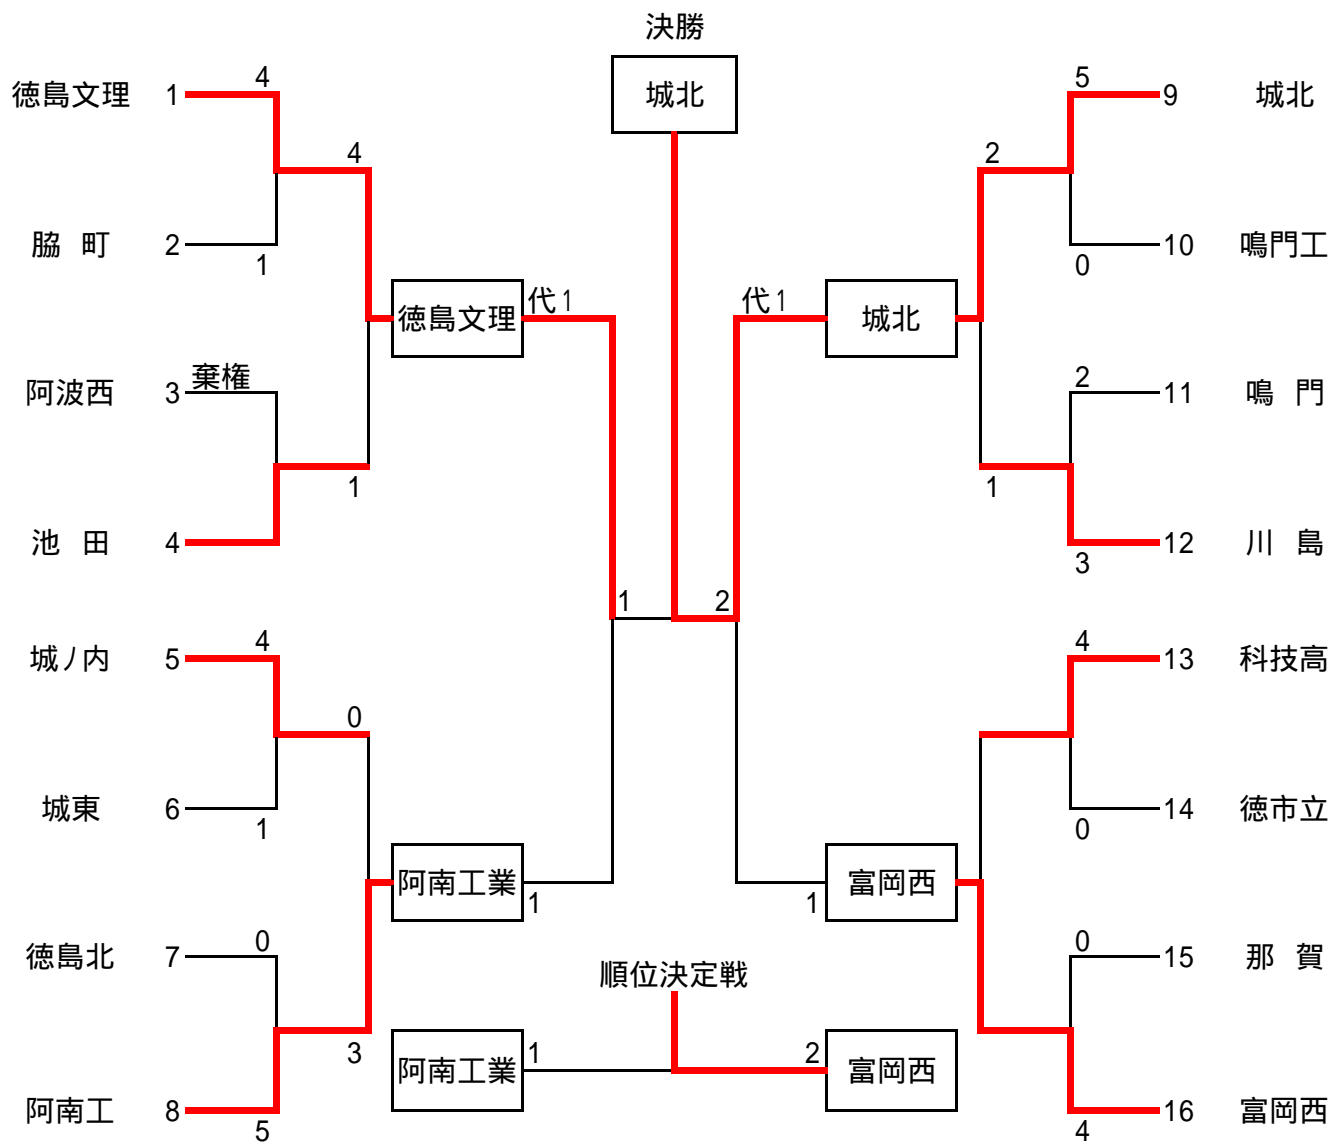 決勝
城北
徳島文理 1 4
4
脇 町 2 1
徳島文理 代1
阿波西 3 棄権
1
池 田 4
5 9 城北
2
0 10 鳴門工
代1 城北
2 11 鳴 門
1
3 12 川 島
1 2
城ノ内 5 4
0
城東 6 1
阿南工業 1
徳島北 7 0
3
阿南工 8 5
4 13 科技高
0 14 徳市立
1 富岡西
0 15 那 賀
4 16 富岡西
順位決定戦
阿南工業 1 2 富岡西